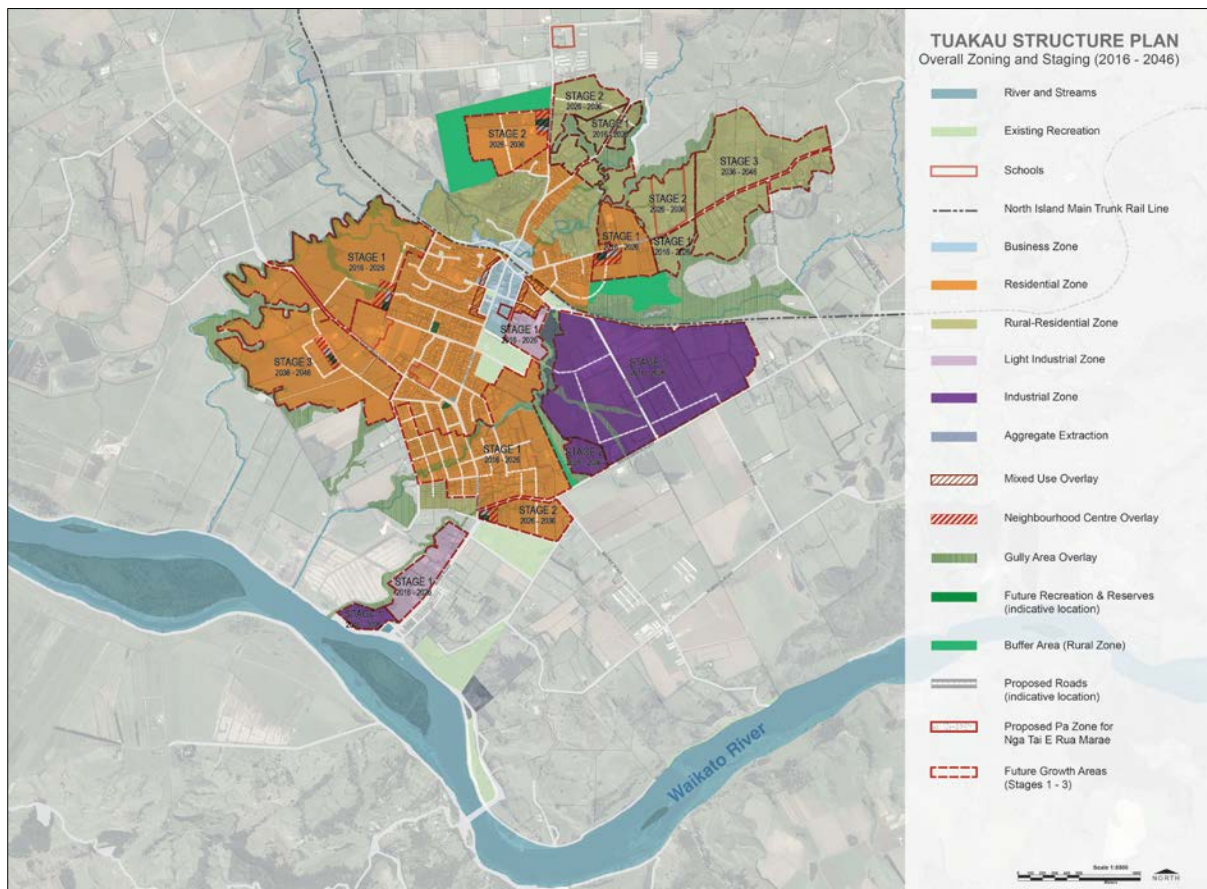 TUAKAU STRUCTURE PLAN
Overall Zoning and Staging (2016 - 2046)
River and Streams
Existing Recreation
Schools
North Island Main Trunk Rail Line
Business Zone
Residential Zone
Rural-Residential Zone
Light Industrial Zone
Industrial Zone
Aggregate Extraction
Mixed Use Overlay
Neighbourhood Centre Overlay
Gully Area Overlay
Future Recreation & Reserves
(indicative location)
Buffer Area (Rural Zone)
Proposed Roads
(indicative location)
Proposed Pa Zone for
Nga Tai E Rua Marae
Future Growth Areas
(Stages 1 - 3)
NORTH
STAGE 2
2026 - 2036
STAGE 1
STAGE 2
2026 - 2036
STAGE 3
2036 - 2046
STAGE 2
2026 - 2036
STAGE 1
STAGE 1
2016 - 2026
STAGE 1
2016 - 2026
STAGE 1
2016 - 2026
STAGE 3
2036 - 2046
STAGE 1
2016 - 2026
STAGE 2
2026 - 2036
STAGE 1
2016 - 2026
Waikato River